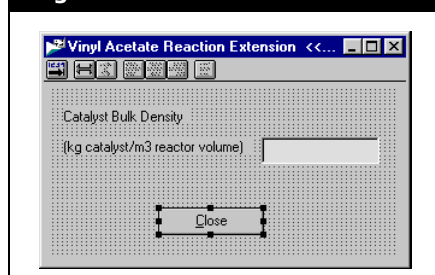 Vinyl Acetate Reaction Extension <<...
Catalyst Bulk Density
(kg catalyst/m3 reactor volume)
Close